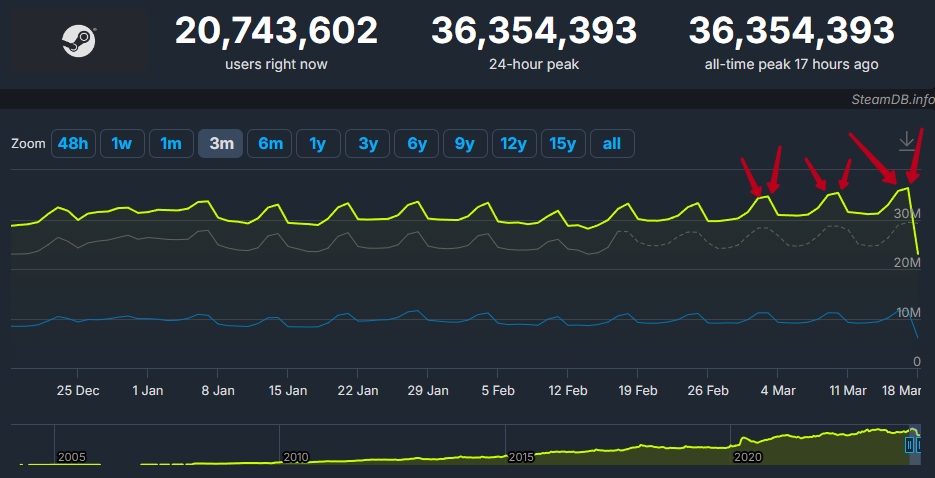 20,743,602 36,354,393 36,354,393
users right now 24-hour peak all-time peak 17 hours ago
SteamDB.info
Zoom 48h 1w 1m 3m 6m 1y 3y 6y 9y 12y 15y all
30M
20M
10M
0
25 Dec 1 Jan 8 Jan 15 Jan 22 Jan 29 Jan 5 Feb 12 Feb 19 Feb 26 Feb 4 Mar 11 Mar 18 Mar
2005 2010 2015 2020